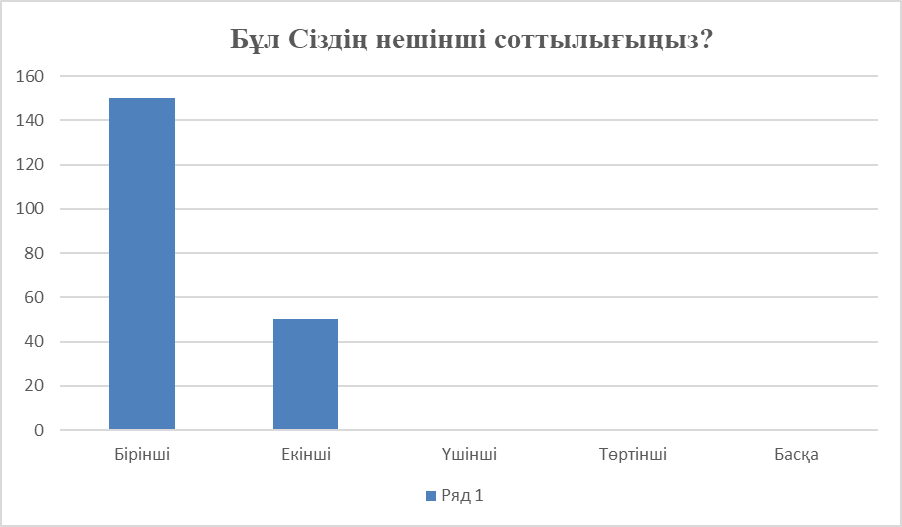 Бұл Сіздің нешінші соттылығыңыз?
160
140
120
100
80
60
40
20
0
Бірінші
Екінші
Үшінші
Төртінші
Басқа
Ряд 1